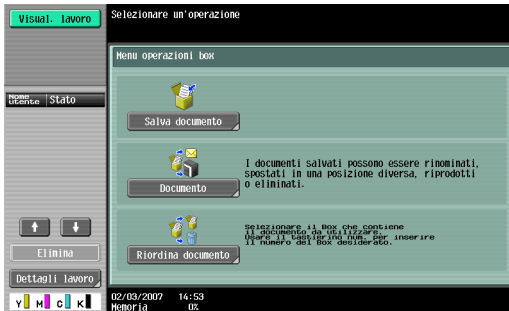 Visual. lavoro
Selezionare un'operazione
Menu operazioni box
Nome utente
Stato
Salva documento
Documento
I documenti salvati possono essere rinominati,
spostati in una posizione diversa, riprodotti
o eliminati.
Riordina documento
Selezionare il Box che contiene
il documento da utilizzare.
Usare il tastierino num. per inserire
il numero del Box desiderato.
Elimina
Dettagli lavoro
Y M C K
02/03/2007 14:53
Memoria 0%